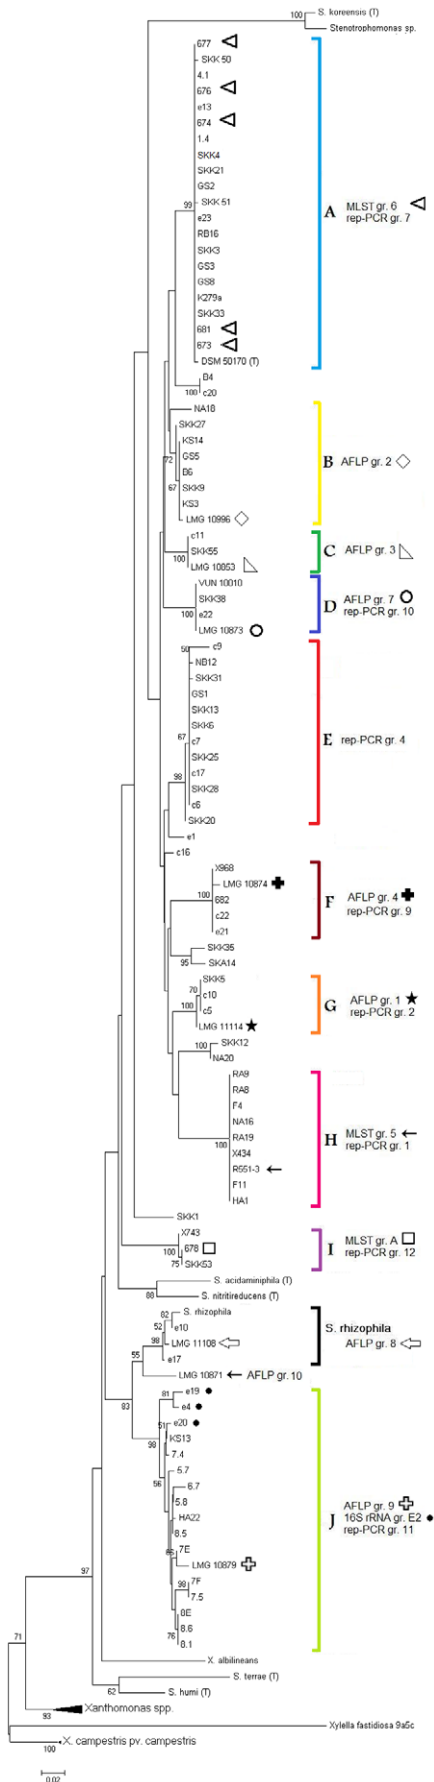 100
S. koreensis (T)
Stenotrophomonas sp.
677
SKK 50
4.1
676
e13
674
1.4
SKK4
SKK21
GS2
SKK 51
99
e23
RB16
SKK3
GS3
GS8
K279a
SKK33
681
673
DSM 50170 (T)
A MLST gr. 6
rep-PCR gr. 7
B4
100 c20
NA18
SKK27
KS14
GS5
72
B6
67 SKK9
KS3
LMG 10996
B AFLP gr. 2
c11
100 SKK55
LMG 10853
C AFLP gr. 3
VUN 10010
SKK38
100 e22
LMG 10873
D AFLP gr. 7
rep-PCR gr. 10
50 c9
NB12
SKK31
GS1
SKK13
SKK6
67 c7
SKK25
c17
98 SKK28
c6
SKK20
E rep-PCR gr. 4
e1
c16
X968
LMG 10874
100 682
c22
e21
F AFLP gr. 4
rep-PCR gr. 9
SKK35
95 SKA14
SKK5
70 c10
100 c5
LMG 11114
G AFLP gr. 1
rep-PCR gr. 2
SKK12
100 NA20
RA9
RA8
F4
NA16
RA19
100
X434
R551-3
F11
HA1
H MLST gr. 5
rep-PCR gr. 1
SKK1
X743
100 678
75 SKK53
I MLST gr. A
rep-PCR gr. 12
S. acidaminiphila (T)
88 S. nitritireducens (T)
82 S. rhizophila
52 e10
98 LMG 11108
e17
S. rhizophila
AFLP gr. 8
55
LMG 10871 AFLP gr. 10
83
81 e19
e4
51 e20
98 KS13
7.4
5.7
56
6.7
5.8
HA22
8.5
7E
LMG 10879
98 7F
7.5
8E
8.6
76 8.1
J AFLP gr. 9
16S rRNA gr. E2
rep-PCR gr. 11
97
X. albilineans
S. terrae (T)
62 S. humi (T)
71
93 Xanthomonas spp.
Xylella fastidiosa 9a5c
100 X. campestris pv. campestris
0.02